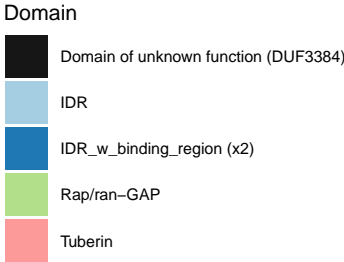 Domain
Domain of unknown function (DUF3384)
IDR
IDR_w_binding_region (x2)
Rap/ran−GAP
Tuberin